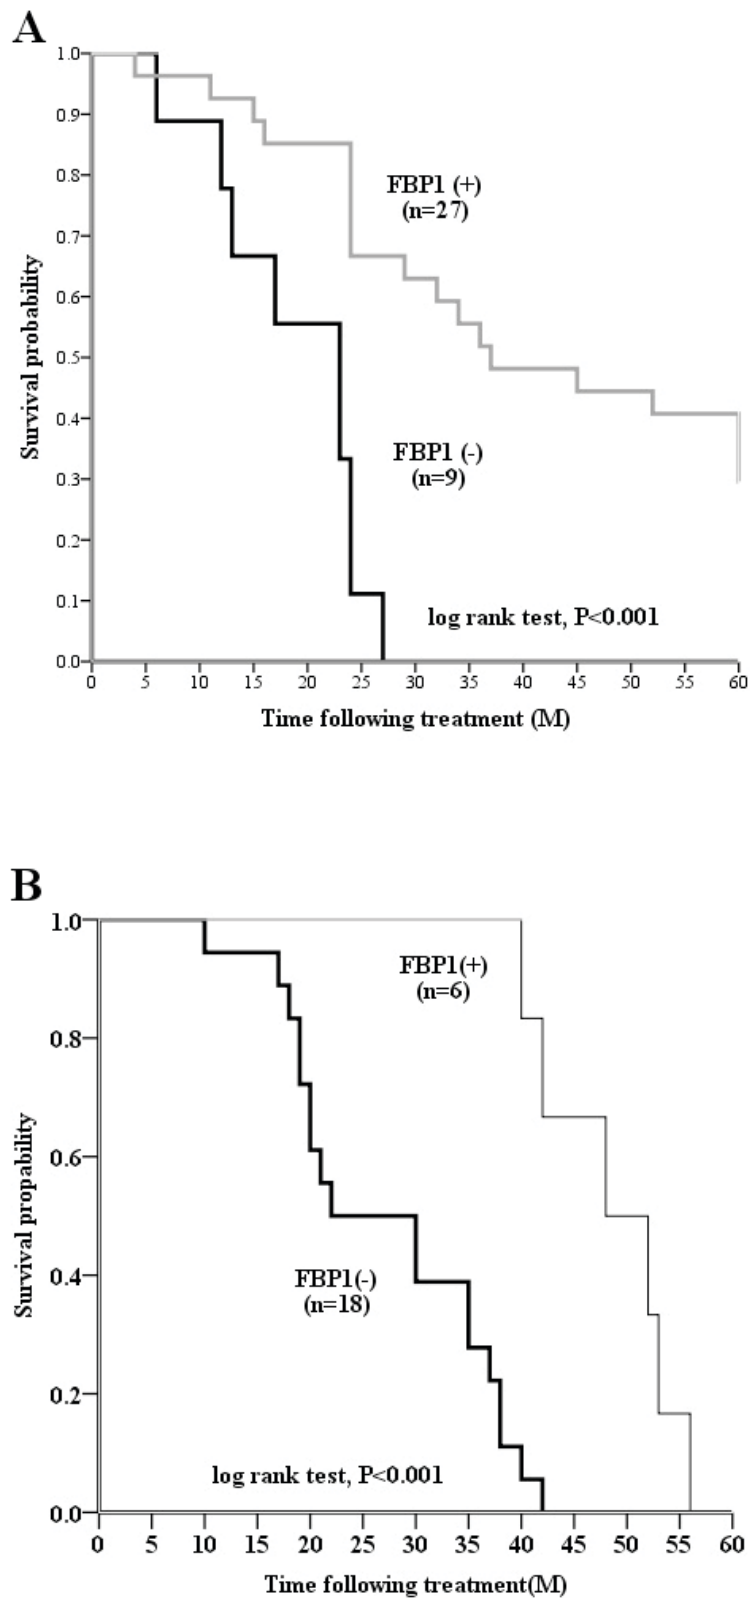 A
1.0
0.9
0.8
0.7
0.6
0.5
0.4
0.3
0.2
0.1
0.0
Survival probability
FBP1 (+)
(n=27)
FBP1 (-)
(n=9)
log rank test, P<0.001
0 5 10 15 20 25 30 35 40 45 50 55 60
Time following treatment (M)
B
1.0
0.8
0.6
0.4
0.2
0.0
Survival propability
FBP1(+)
(n=6)
FBP1(-)
(n=18)
log rank test, P<0.001
0 5 10 15 20 25 30 35 40 45 50 55 60
Time following treatment(M)